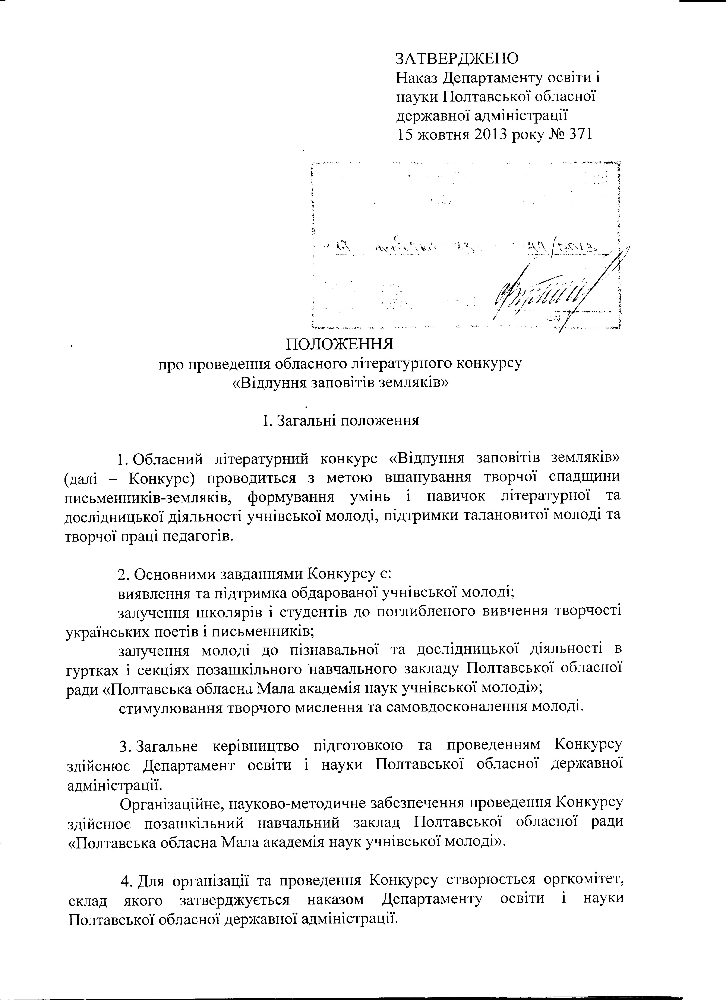 ЗАТВЕРДЖЕНО
Наказ Департаменту освіти і
науки Полтавської обласної
державної адміністрації
15 жовтня 2013 року № 371
17 13 /2013
ПОЛОЖЕННЯ
про проведення обласного літературного конкурсу
«Відлуння заповітів земляків»
І. Загальні положення
1. Обласний літературний конкурс «Відлуння заповітів земляків»
(далі – Конкурс) проводиться з метою вшанування творчої спадщини
письменників-земляків, формування умінь і навичок літературної та
дослідницької діяльності учнівської молоді, підтримки талановитої молоді та
творчої праці педагогів.
2. Основними завданнями Конкурсу є:
виявлення та підтримка обдарованої учнівської молоді;
залучення школярів і студентів до поглибленого вивчення творчості
українських поетів і письменників;
залучення молоді до пізнавальної та дослідницької діяльності в
гуртках і секціях позашкільного навчального закладу Полтавської обласної
ради «Полтавська обласна Мала академія наук учнівської молоді»;
стимулювання творчого мислення та самовдосконалення молоді.
3. Загальне керівництво підготовкою та проведенням Конкурсу
здійснює Департамент освіти і науки Полтавської обласної державної
адміністрації.
Організаційне, науково-методичне забезпечення проведення Конкурсу
здійснює позашкільний навчальний заклад Полтавської обласної ради
«Полтавська обласна Мала академія наук учнівської молоді».
4. Для організації та проведення Конкурсу створюється оргкомітет,
склад якого затверджується наказом Департаменту освіти і науки
Полтавської обласної державної адміністрації.